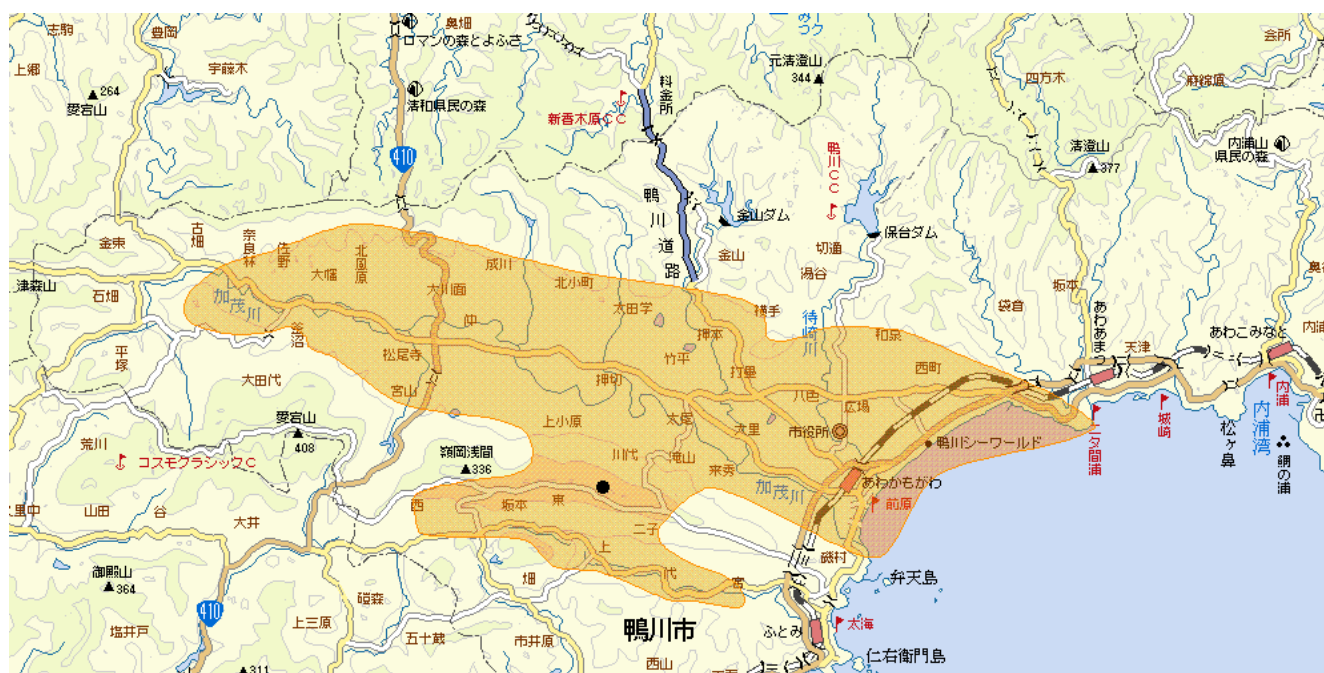 志駒
豊岡
奥畑
ロマンの森とよふさ
宇藤木
上郷
264
愛宕山
清和県民の森
410
新香木原CC
料金所
元清澄山
344
四方木
会所
麻綿原
清澄山
377
内浦山
県民の森
鴨川CC
鴨川道路
金山ダム
保台ダム
古畑
金束
奈良林
佐野
北風原
大幡
成川
北小町
金山
切通
湯谷
坂本
袋倉
津森山
石畑
加茂川
大川面
太田学
横手
待崎川
和泉
あわあまつ
天津
あわこみなと
内浦
平塚
釜沼
仲
押本
松尾寺
竹平
打墨
西町
大田代
宮山
押切
八色
広場
二タ間浦
城崎
内浦
内浦湾
松ヶ鼻
鯛の浦
愛宕山
408
上小原
太尾
大里
市役所
鴨川シーワールド
荒川
コスモクラシックC
嶺岡浅間
336
川代
滝山
来秀
加茂川
あわかもがわ
前原
山田
谷
大井
西
坂本
東
二子
上
磯村
弁天島
御殿山
364
畑
代
宮
410
磑森
塩井戸
上三原
五十蔵
市井原
鴨川市
ふとみ
太海
西山
仁右衛門島
311